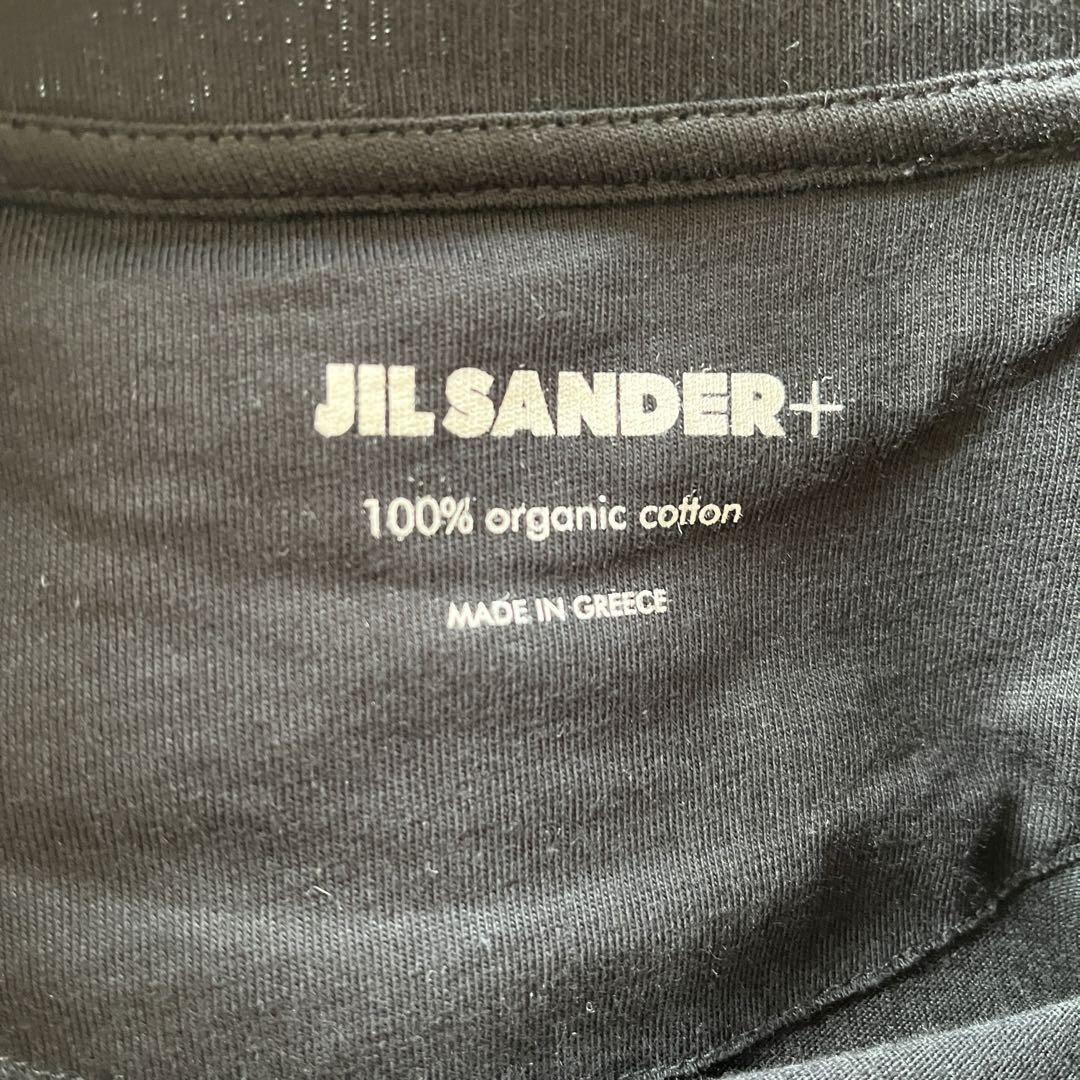 JIL SANDER+
100% organic cotton
MADE IN GREECE